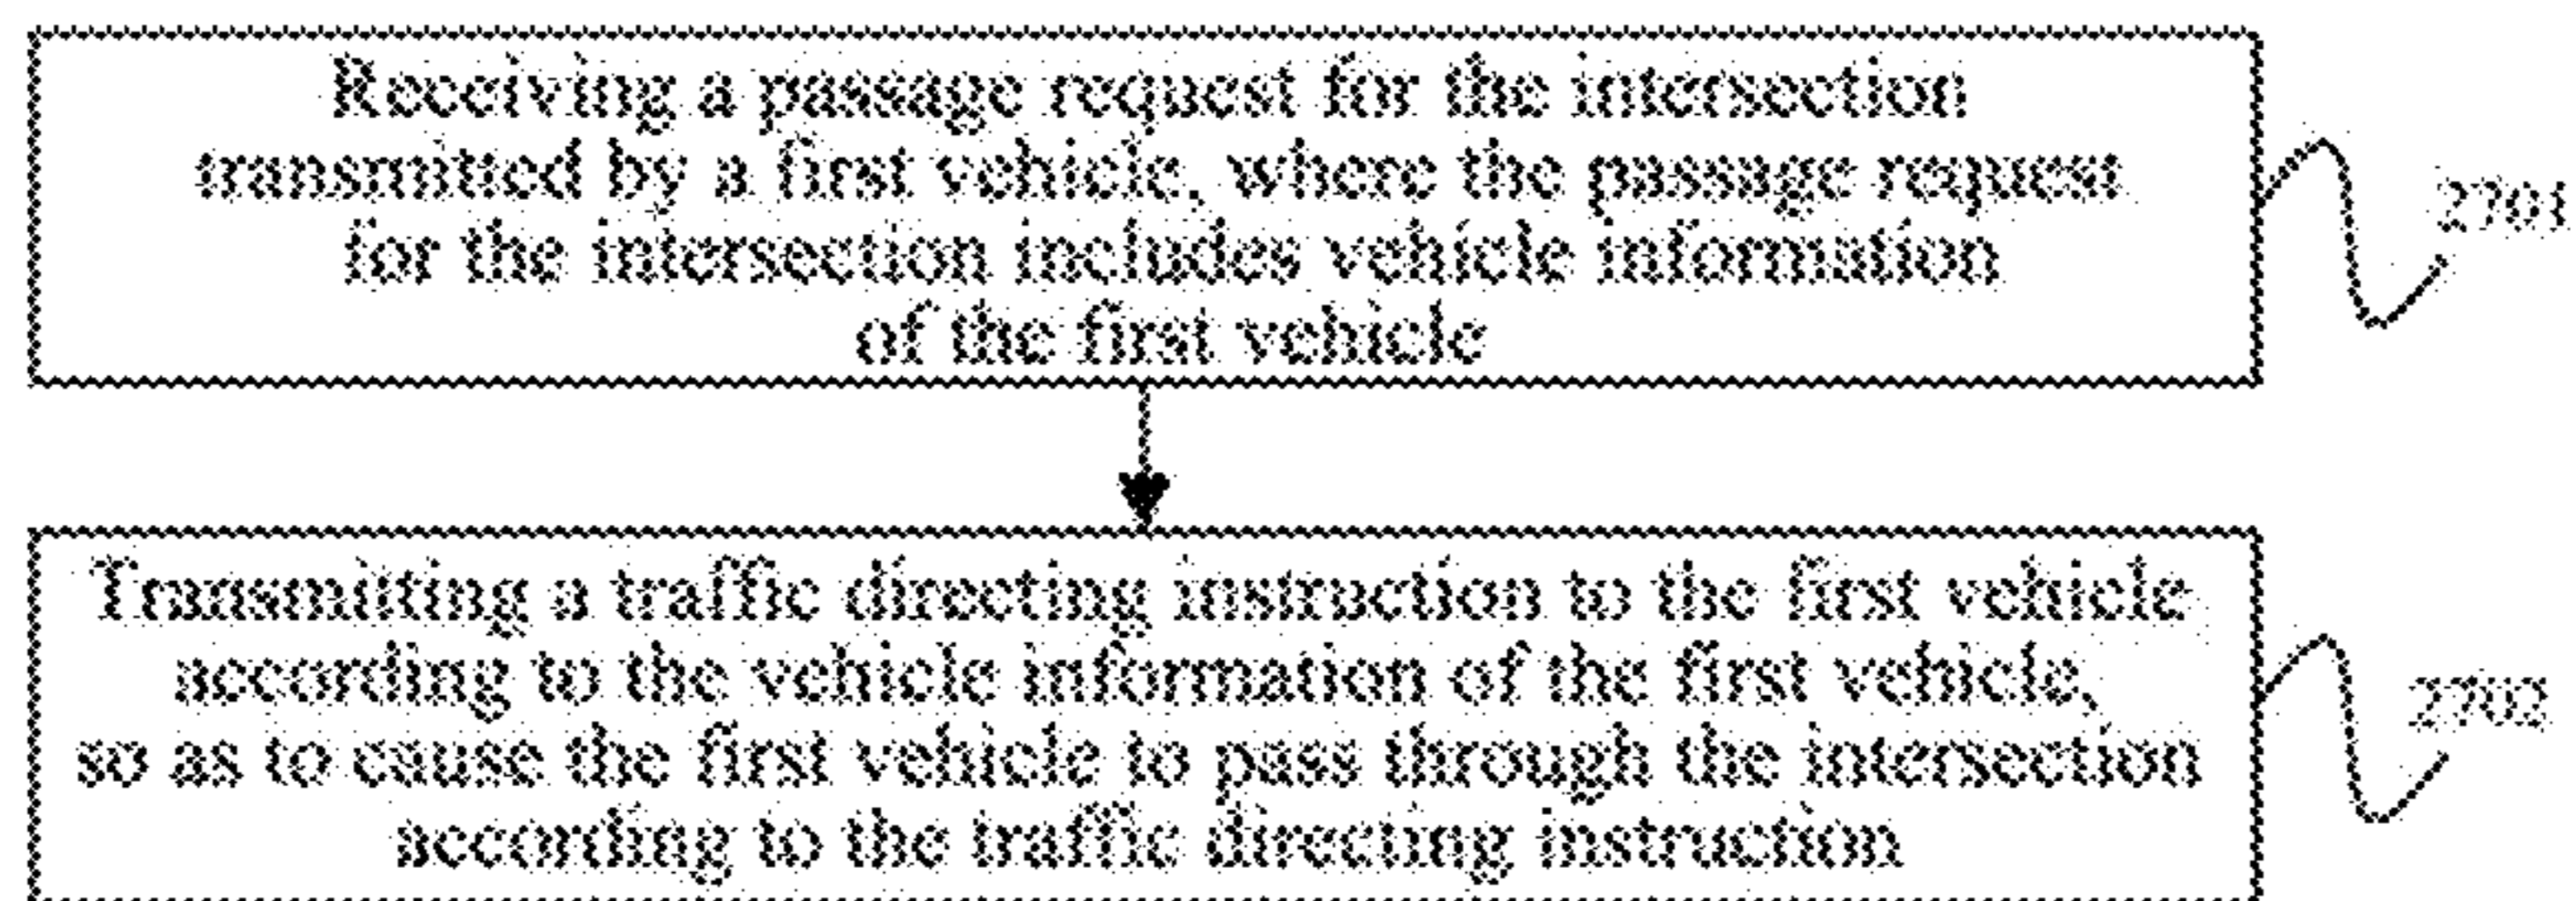 Receiving a passage request for the intersection
transmitted by a first vehicle, where the passage request
for the intersection includes vehicle information
of the first vehicle
2701
Transmitting a traffic directing instruction to the first vehicle
according to the vehicle information of the first vehicle,
so as to cause the first vehicle to pass through the intersection
according to the traffic directing instruction
2702